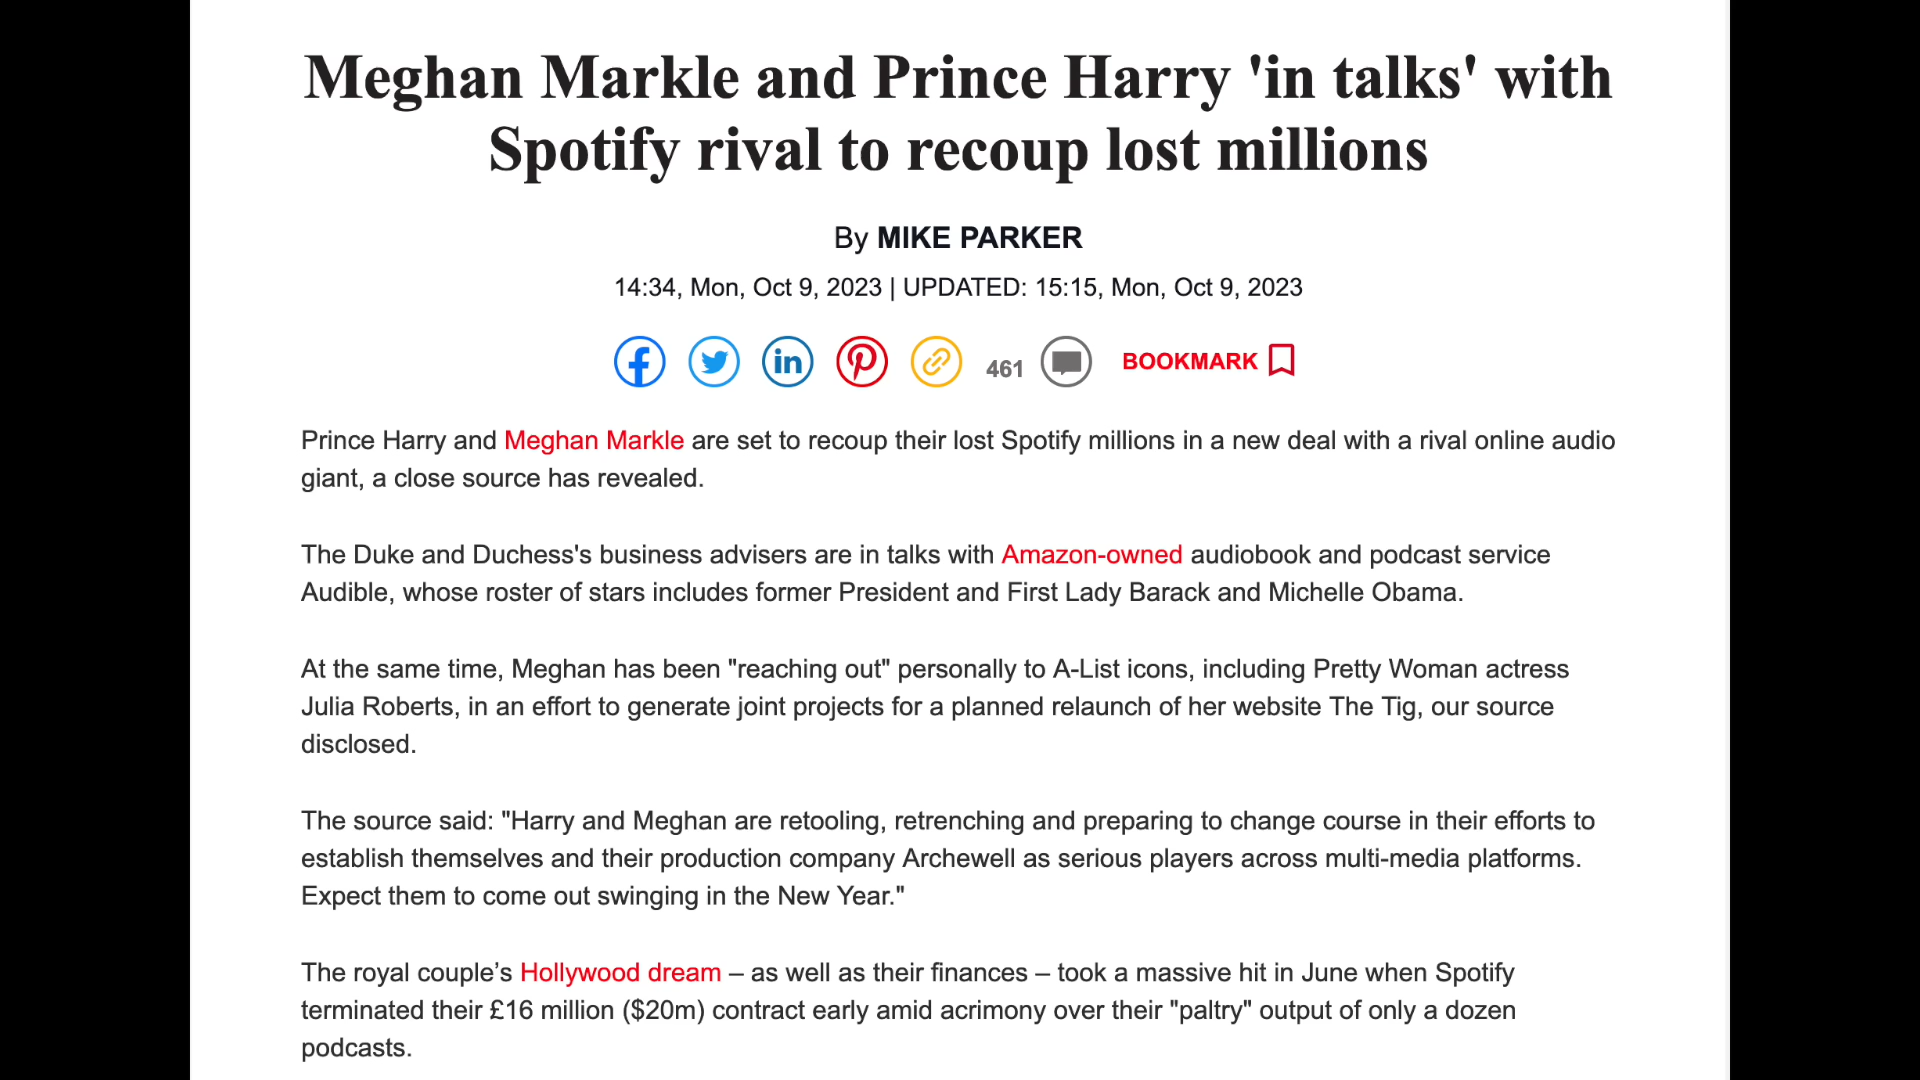 Meghan Markle and Prince Harry 'in talks' with
Spotify rival to recoup lost millions
By MIKE PARKER
14:34, Mon, Oct 9, 2023 | UPDATED: 15:15, Mon, Oct 9, 2023
in 461 BOOKMARK
Prince Harry and Meghan Markle are set to recoup their lost Spotify millions in a new deal with a rival online audio
giant, a close source has revealed.
The Duke and Duchess's business advisers are in talks with Amazon-owned audiobook and podcast service
Audible, whose roster of stars includes former President and First Lady Barack and Michelle Obama.
At the same time, Meghan has been "reaching out" personally to A-List icons, including Pretty Woman actress
Julia Roberts, in an effort to generate joint projects for a planned relaunch of her website The Tig, our source
disclosed.
The source said: "Harry and Meghan are retooling, retrenching and preparing to change course in their efforts to
establish themselves and their production company Archewell as serious players across multi-media platforms.
Expect them to come out swinging in the New Year."
The royal couple’s Hollywood dream – as well as their finances – took a massive hit in June when Spotify
terminated their £16 million ($20m) contract early amid acrimony over their "paltry" output of only a dozen
podcasts.